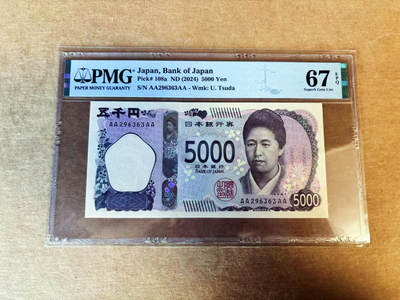 PMG
PAPER MONEY GUARANTY
Japan, Bank of Japan
Pick# 108a ND (2024) 5000 Yen
S/N AA296363AA - Wmk: U. Tsuda
67 EPQ
Superb Gem Unc
五千円
日本銀行券
AA296363AA
5000
日本銀行
BANK OF JAPAN
AA296363AA
5000